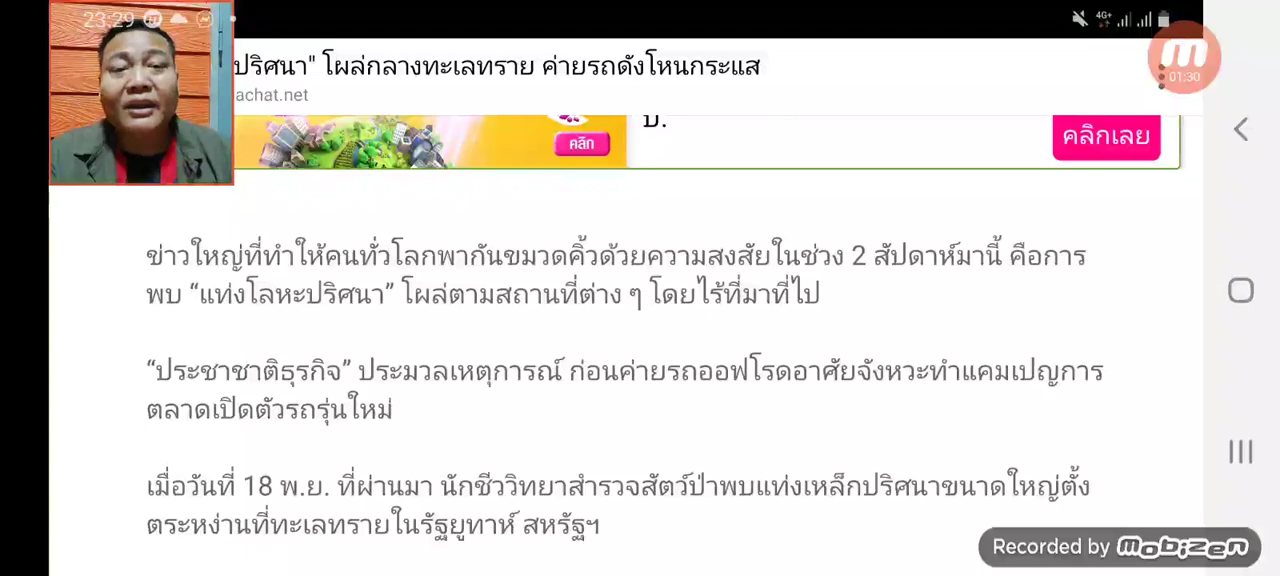 23:29
4G+
ปริศนา" โผล่กลางทะเลทราย ค่ายรถดังโหนกระแส
achat.net
01:30
คลิก
บ.
คลิกเลย
ข่าวใหญ่ที่ทำให้คนทั่วโลกพากันขมวดคิ้วด้วยความสงสัยในช่วง 2 สัปดาห์มานี้ คือการ
พบ “แท่งโลหะปริศนา” โผล่ตามสถานที่ต่าง ๆ โดยไร้ที่มาที่ไป
“ประชาชาติธุรกิจ” ประมวลเหตุการณ์ ก่อนค่ายรถออฟโรดอาศัยจังหวะทำแคมเปญการ
ตลาดเปิดตัวรถรุ่นใหม่
เมื่อวันที่ 18 พ.ย. ที่ผ่านมา นักชีววิทยาสำรวจสัตว์ป่าพบแท่งเหล็กปริศนาขนาดใหญ่ตั้ง
ตระหง่านที่ทะเลทรายในรัฐยูทาห์ สหรัฐฯ
Recorded by mobizen